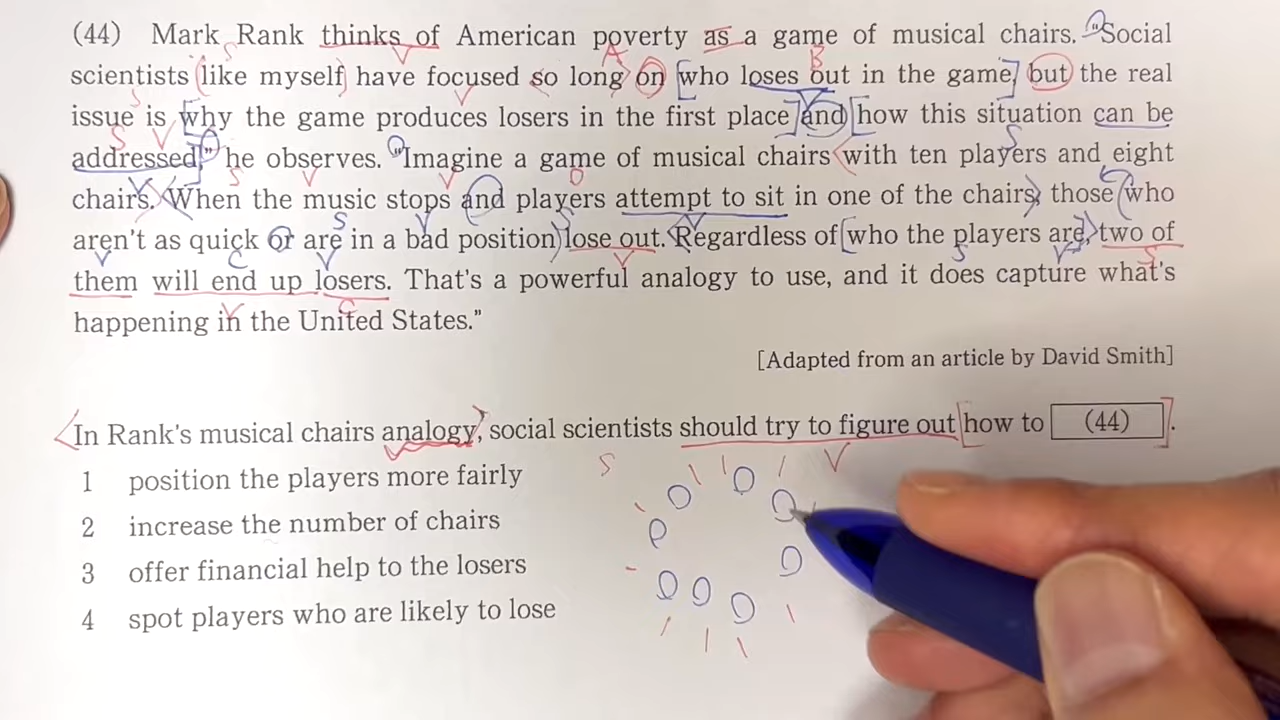 (44) Mark Rank thinks of American poverty as a game of musical chairs. "Social
scientists like myself have focused so long on who loses out in the game, but the real
issue is why the game produces losers in the first place and how this situation can be
addressed," he observes. "Imagine a game of musical chairs with ten players and eight
chairs. When the music stops and players attempt to sit in one of the chairs, those who
aren't as quick or are in a bad position lose out. Regardless of who the players are, two of
them will end up losers. That's a powerful analogy to use, and it does capture what's
happening in the United States."
[Adapted from an article by David Smith]
In Rank's musical chairs analogy, social scientists should try to figure out how to (44).
1 position the players more fairly
2 increase the number of chairs
3 offer financial help to the losers
4 spot players who are likely to lose